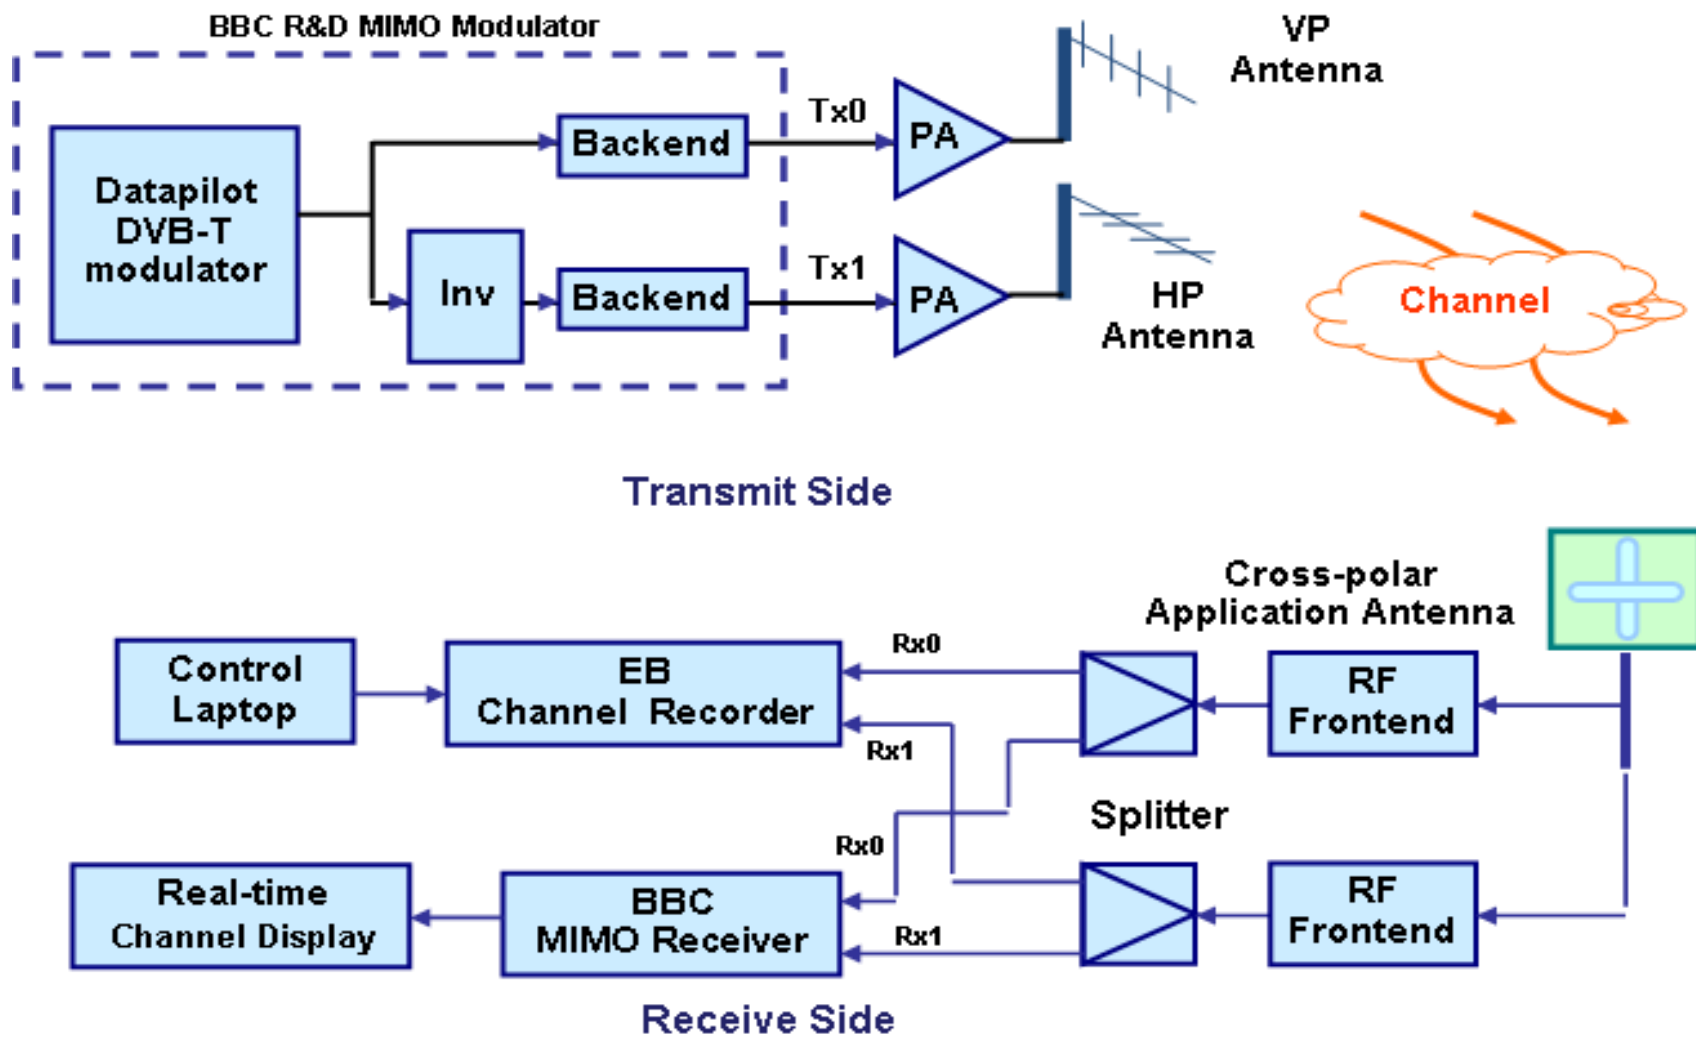 BBC R&D MIMO Modulator
VP
Antenna
Datapilot
DVB-T
modulator
Backend
Tx0
PA
Inv
Backend
Tx1
PA
HP
Antenna
Channel
Transmit Side
Cross-polar
Application Antenna
Control
Laptop
EB
Channel Recorder
Rx0
Rx1
RF
Frontend
Splitter
Real-time
Channel Display
BBC
MIMO Receiver
Rx0
Rx1
RF
Frontend
Receive Side